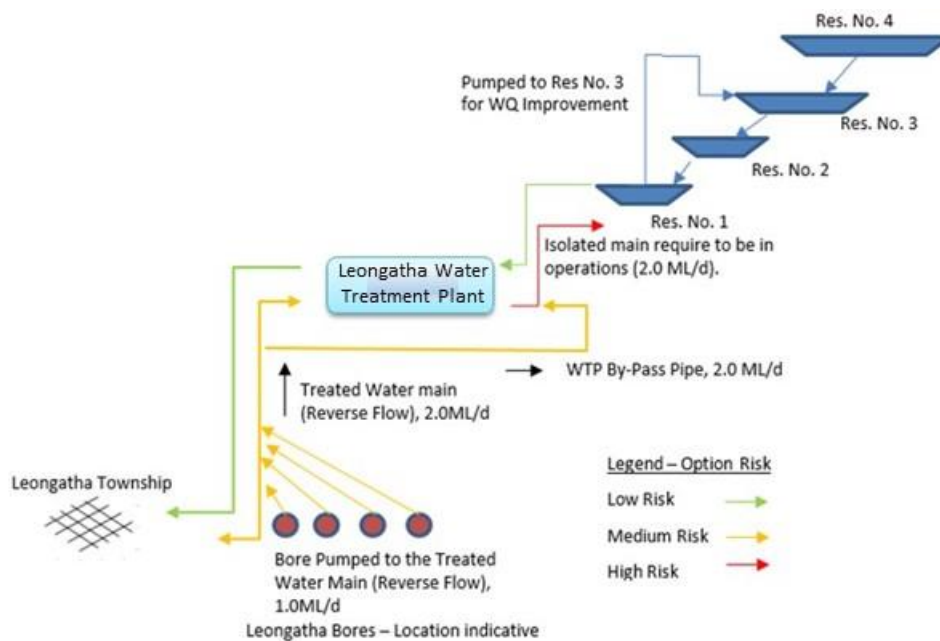 Res. No. 4
Pumped to Res No. 3
for WQ Improvement
Res. No. 3
Res. No. 2
Res. No. 1
Isolated main require to be in
operations (2.0 ML/d).
Leongatha Water
Treatment Plant
WTP By-Pass Pipe, 2.0 ML/d
Treated Water main
(Reverse Flow), 2.0ML/d
Leongatha Township
Legend – Option Risk
Low Risk
Medium Risk
High Risk
Bore Pumped to the Treated
Water Main (Reverse Flow),
1.0ML/d
Leongatha Bores – Location indicative